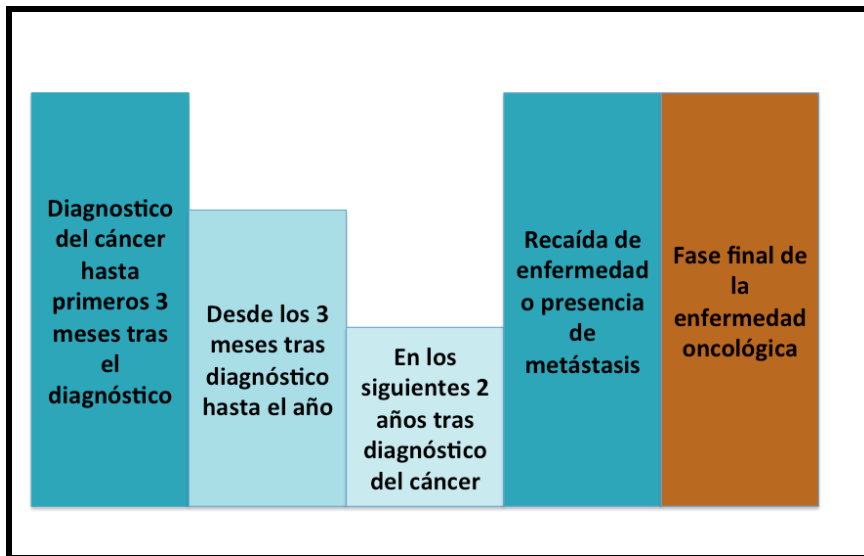 Diagnostico
del cáncer
hasta
primeros 3
meses tras
el
diagnóstico
Desde los 3
meses tras
diagnóstico
hasta el año
En los
siguientes 2
años tras
diagnóstico
del cáncer
Recaída de
enfermedad
o presencia
de
metástasis
Fase final de
la
enfermedad
oncológica